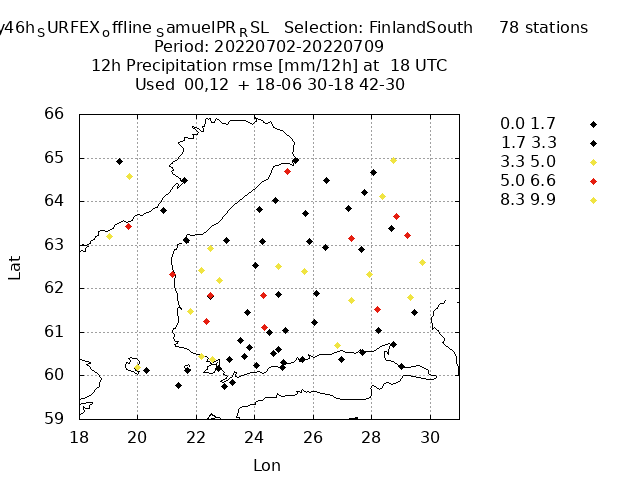 y46hSURFEXoffline SamuelPRRSL Selection: FinlandSouth 78 stations
Period: 20220702-20220709
12h Precipitation rmse [mm/12h] at 18 UTC
Used 00,12 + 18-06 30-18 42-30
0.0 1.7
1.7 3.3
3.3 5.0
5.0 6.6
8.3 9.9
66
65
64
63
62
61
60
59
Lat
18 20 22 24 26 28 30
Lon